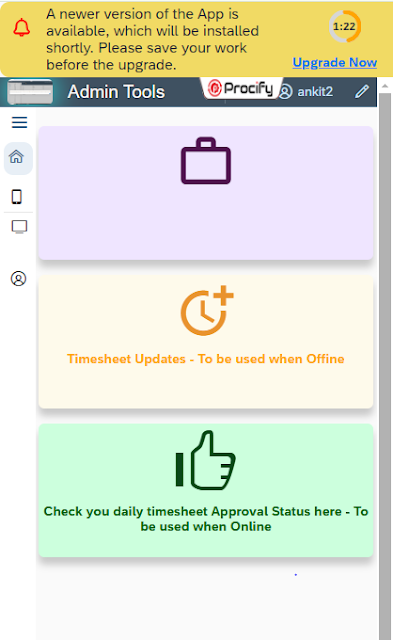 A newer version of the App is
available, which will be installed
shortly. Please save your work
before the upgrade.
1:22
Upgrade Now
Admin Tools
Procify
ankit2
Timesheet Updates - To be used when Offine
Check you daily timesheet Approval Status here - To
be used when Online